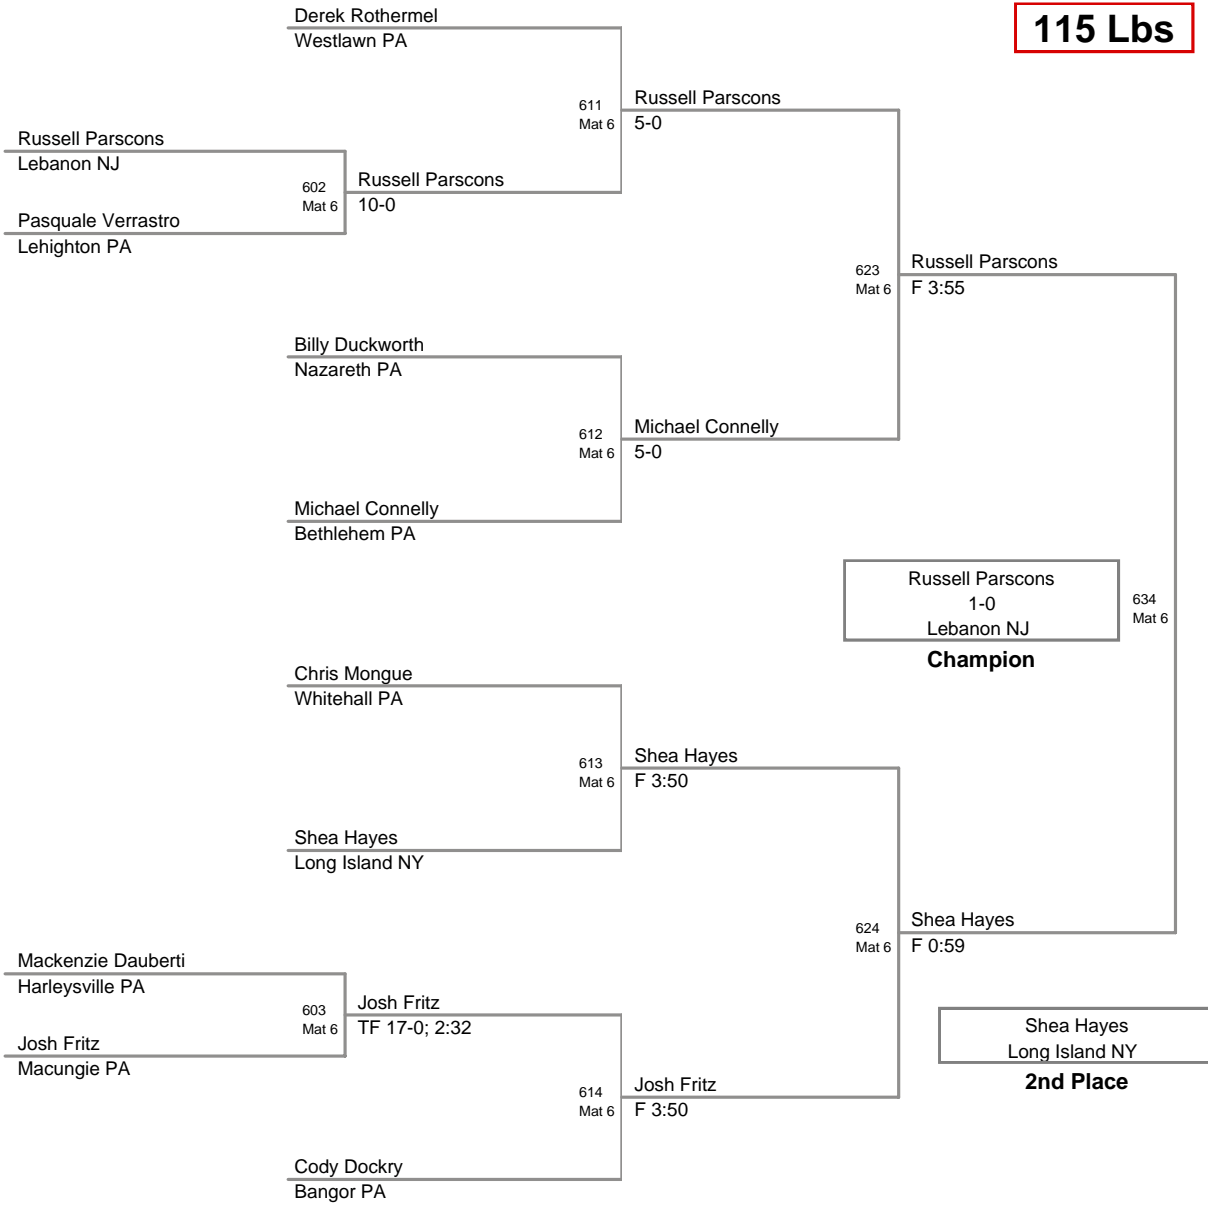 Derek Rothermel
Westlawn PA
115 Lbs
611
Mat 6
Russell Parscons
5-0
Russell Parscons
Lebanon NJ
602
Mat 6
Russell Parscons
10-0
Pasquale Verrastro
Lehighton PA
623
Mat 6
Russell Parscons
F 3:55
Billy Duckworth
Nazareth PA
612
Mat 6
Michael Connelly
5-0
Michael Connelly
Bethlehem PA
Russell Parscons
1-0
Lebanon NJ
Champion
634
Mat 6
Chris Mongue
Whitehall PA
613
Mat 6
Shea Hayes
F 3:50
Shea Hayes
Long Island NY
624
Mat 6
Shea Hayes
F 0:59
Mackenzie Dauberti
Harleysville PA
603
Mat 6
Josh Fritz
TF 17-0; 2:32
Josh Fritz
Macungie PA
Shea Hayes
Long Island NY
2nd Place
614
Mat 6
Josh Fritz
F 3:50
Cody Dockry
Bangor PA